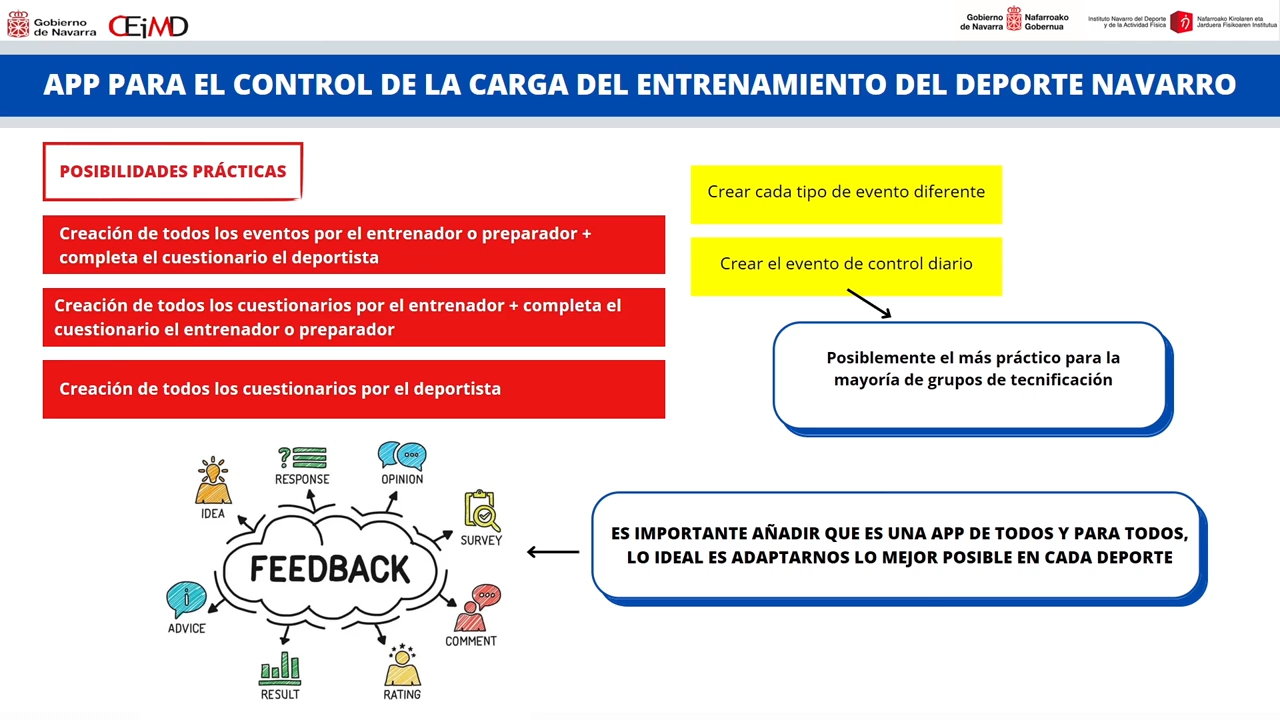 Gobierno
de Navarra
CEiMD
Gobierno
de Navarra
Nafarroako
Gobernua
Instituto Navarro del Deporte
y de la Actividad Física
Nafarroako Kirolaren eta
Jarduera Fisikoaren Institutua
APP PARA EL CONTROL DE LA CARGA DEL ENTRENAMIENTO DEL DEPORTE NAVARRO
POSIBILIDADES PRÁCTICAS
Creación de todos los eventos por el entrenador o preparador +
completa el cuestionario el deportista
Creación de todos los cuestionarios por el entrenador + completa el
cuestionario el entrenador o preparador
Creación de todos los cuestionarios por el deportista
Crear cada tipo de evento diferente
Crear el evento de control diario
Posiblemente el más práctico para la
mayoría de grupos de tecnificación
ES IMPORTANTE AÑADIR QUE ES UNA APP DE TODOS Y PARA TODOS,
LO IDEAL ES ADAPTARNOS LO MEJOR POSIBLE EN CADA DEPORTE
IDEA
RESPONSE
OPINION
SURVEY
FEEDBACK
ADVICE
COMMENT
RESULT
RATING